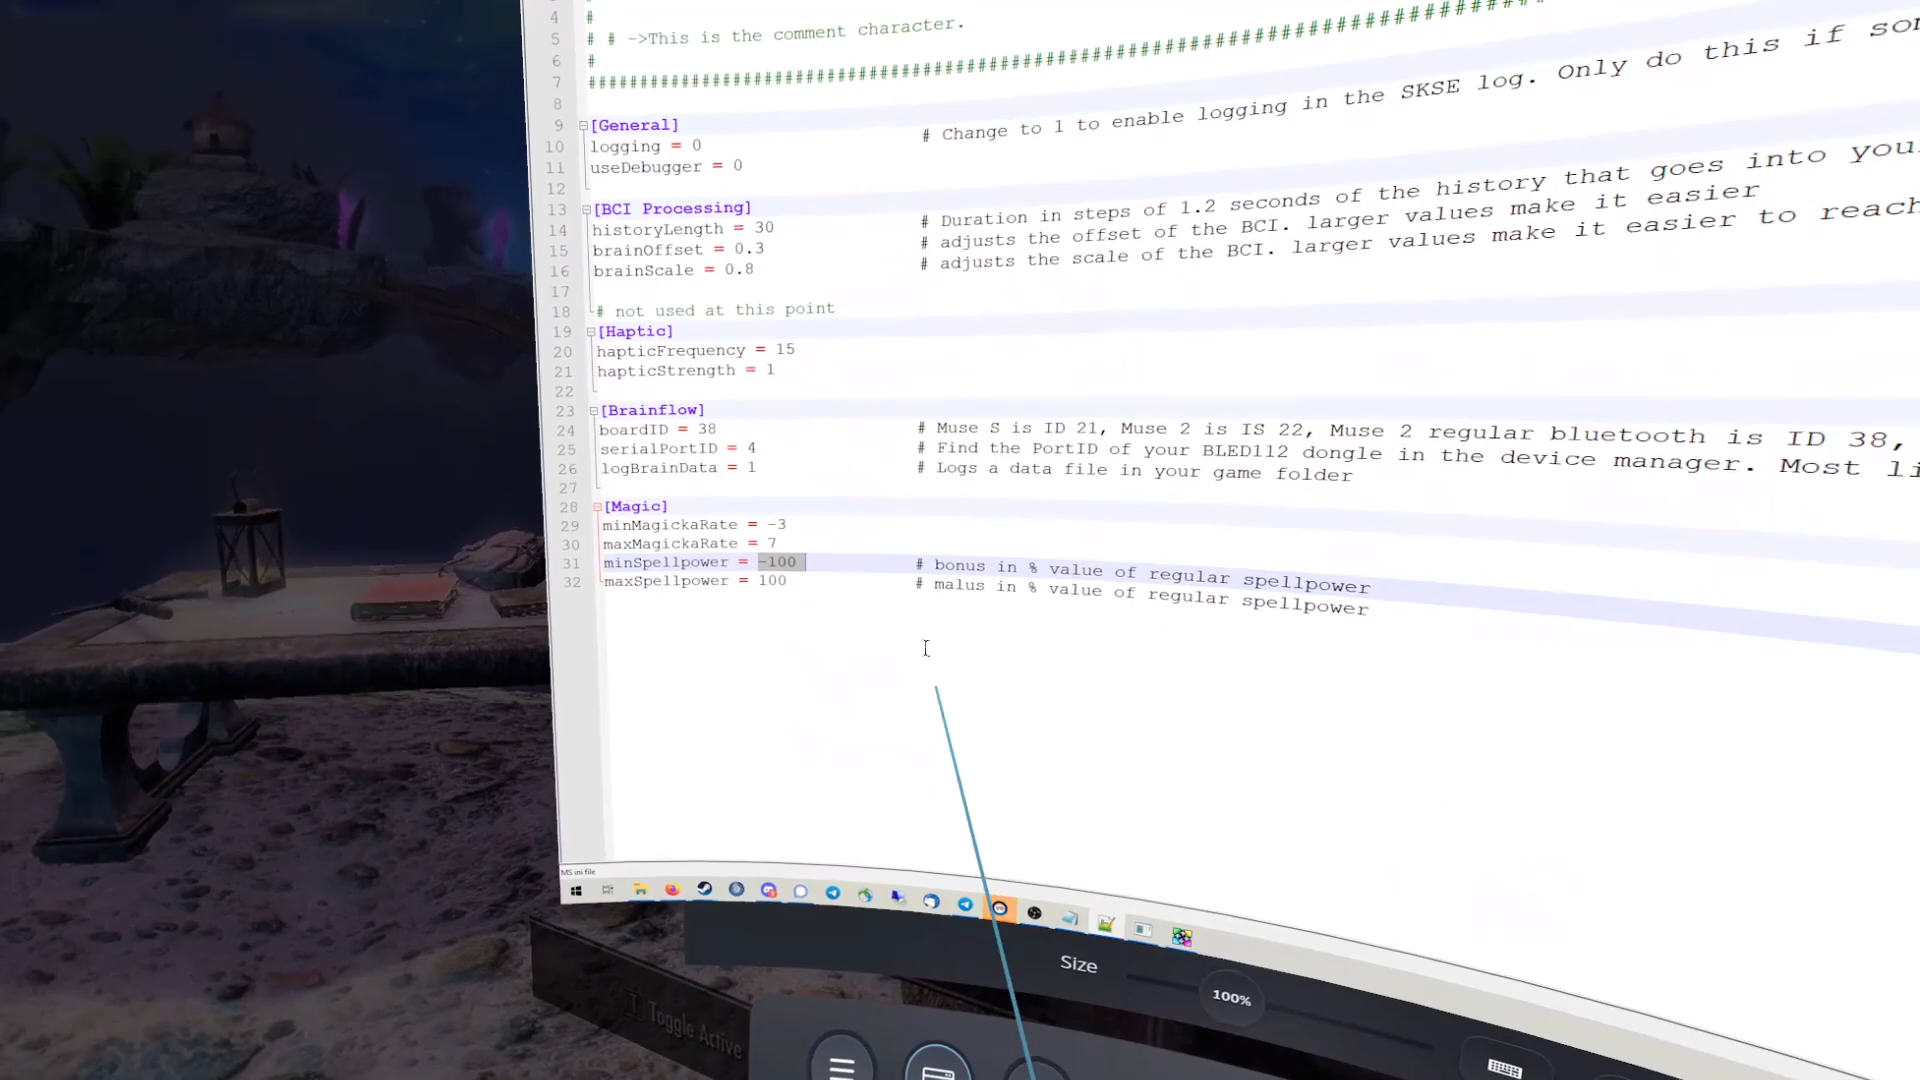 4 #
5 # # ->This is the comment character.
6 #
7 ################################################################################
8
9 [General]
10 logging = 0 # Change to 1 to enable logging in the SKSE log. Only do this if
11 useDebugger = 0
12
13 [BCI Processing]
14 historyLength = 30 # Duration in steps of 1.2 seconds of the history that goes into
15 brainOffset = 0.3 # adjusts the offset of the BCI. larger values make it easier
16 brainScale = 0.8 # adjusts the scale of the BCI. larger values make it easier to reach
17
18 # not used at this point
19 [Haptic]
20 hapticFrequency = 15
21 hapticStrength = 1
22
23 [Brainflow]
24 boardID = 38 # Muse S is ID 21, Muse 2 is IS 22, Muse 2 regular bluetooth is ID 38,
25 serialPortID = 4 # Find the PortID of your BLED112 dongle in the device manager. Most
26 logBrainData = 1 # Logs a data file in your game folder
27
28 [Magic]
29 minMagickaRate = -3
30 maxMagickaRate = 7
31 minSpellpower = -100 # bonus in % value of regular spellpower
32 maxSpellpower = 100 # malus in % value of regular spellpower
MS ini file
Size
100%
Toggle Active